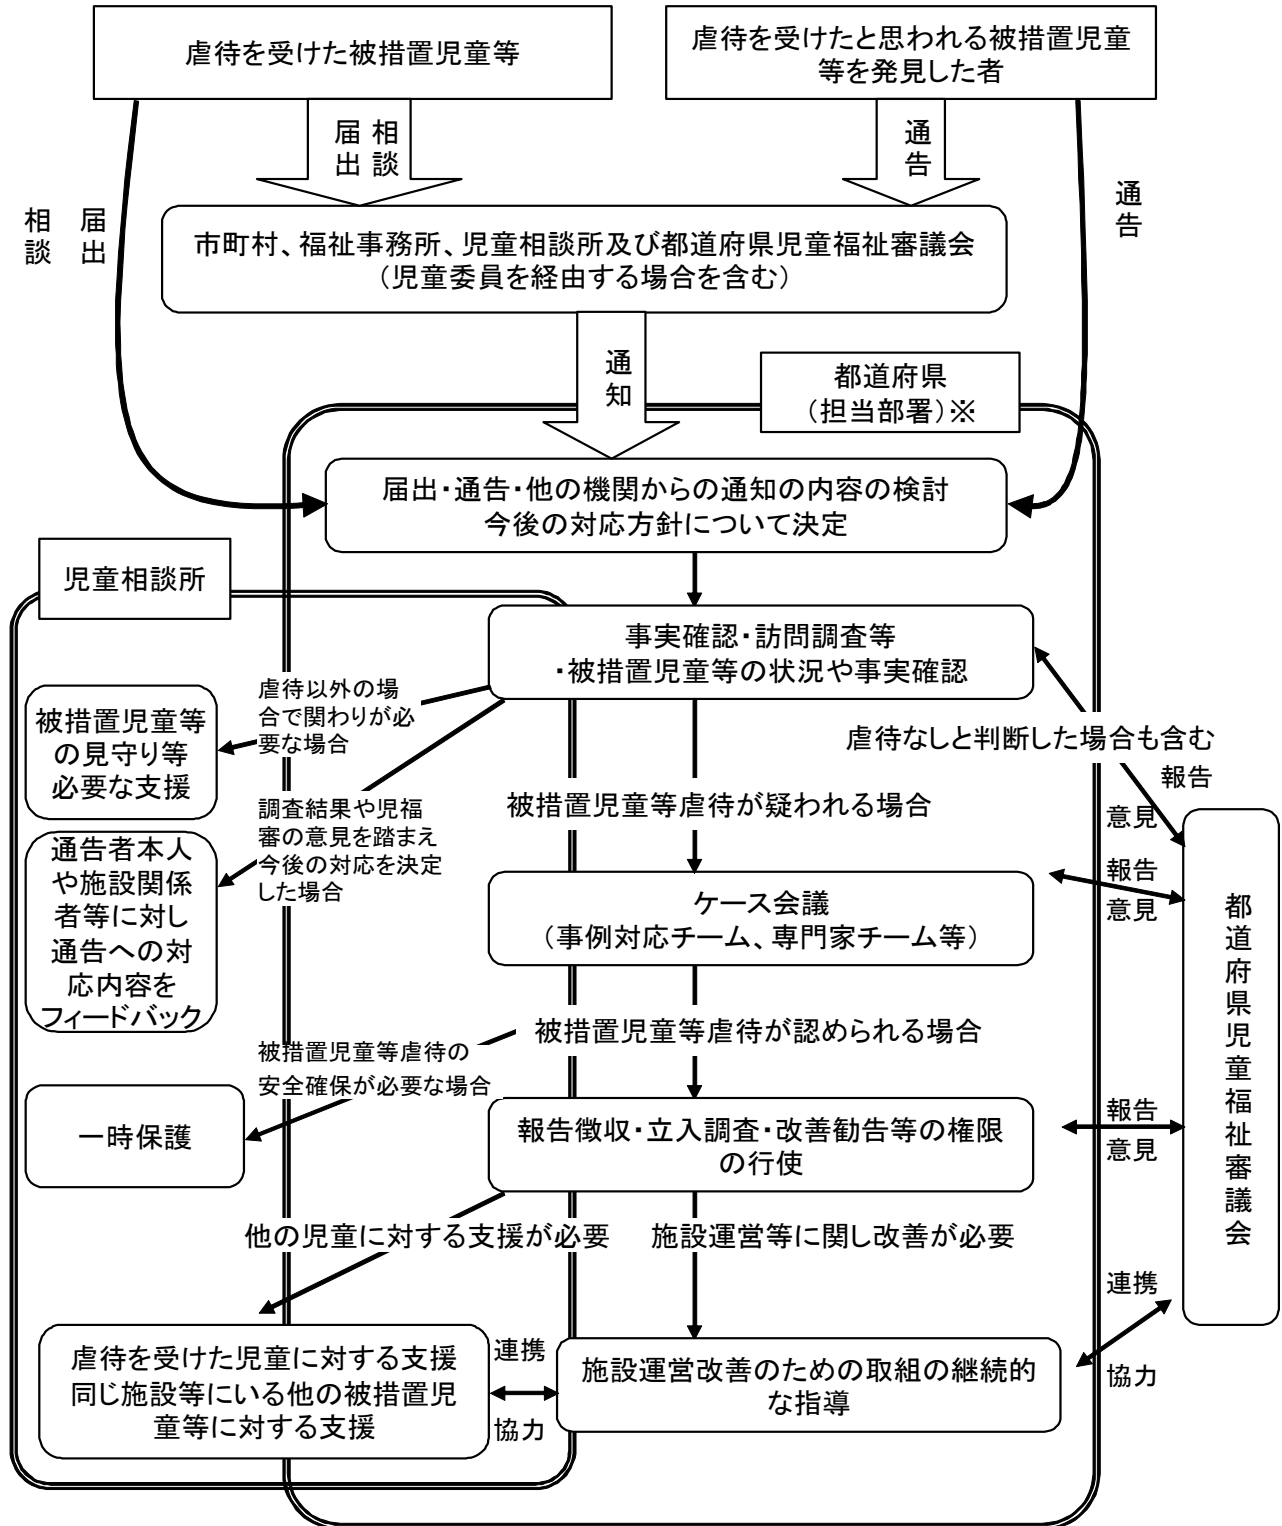 虐待を受けた被措置児童等
虐待を受けたと思われる被措置児童
等を発見した者
届出
相談
通告
相談
届出
通告
市町村、福祉事務所、児童相談所及び都道府県児童福祉審議会
（児童委員を経由する場合を含む）
通知
都道府県
（担当部署）※
届出・通告・他の機関からの通知の内容の検討
今後の対応方針について決定
児童相談所
事実確認・訪問調査等
・被措置児童等の状況や事実確認
虐待以外の場
合で関わりが必
要な場合
被措置児童等
の見守り等
必要な支援
虐待なしと判断した場合も含む
報告
意見
被措置児童等虐待が疑われる場合
調査結果や児福
審の意見を踏まえ
今後の対応を決定
した場合
通告者本人
や施設関係
者等に対し
通告への対
応内容を
フィードバック
ケース会議
（事例対応チーム、専門家チーム等）
報告
意見
都道府県児童福祉審議会
被措置児童等虐待が認められる場合
被措置児童等虐待の
安全確保が必要な場合
一時保護
報告徴収・立入調査・改善勧告等の権限
の行使
報告
意見
他の児童に対する支援が必要
施設運営等に関し改善が必要
連携
協力
虐待を受けた児童に対する支援
同じ施設等にいる他の被措置児
童等に対する支援
連携
協力
施設運営改善のための取組の継続的
な指導